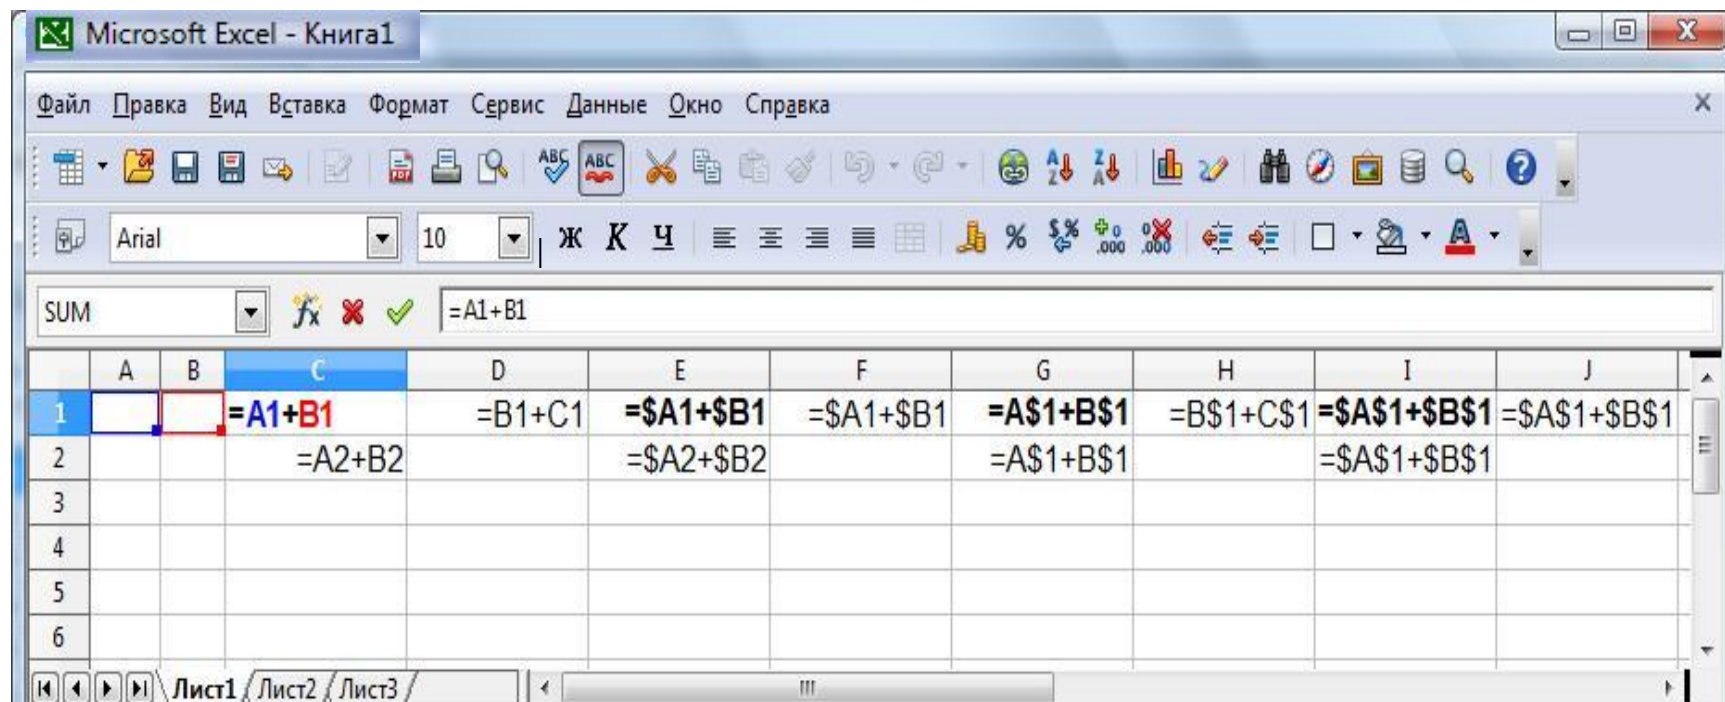 Microsoft Excel - Книга1
Файл Правка Вид Вставка Формат Сервис Данные Окно Справка
Arial 10 Ж К Ч
SUM =A1+B1
A B C D E F G H I J
1 =A1+B1 =B1+C1 =$A1+$B1 =$A1+$B1 =A$1+B$1 =B$1+C$1 =$A$1+$B$1 =$A$1+$B$1
2 =A2+B2 =$A2+$B2 =A$1+B$1 =$A$1+$B$1
3
4
5
6
Лист1 Лист2 Лист3